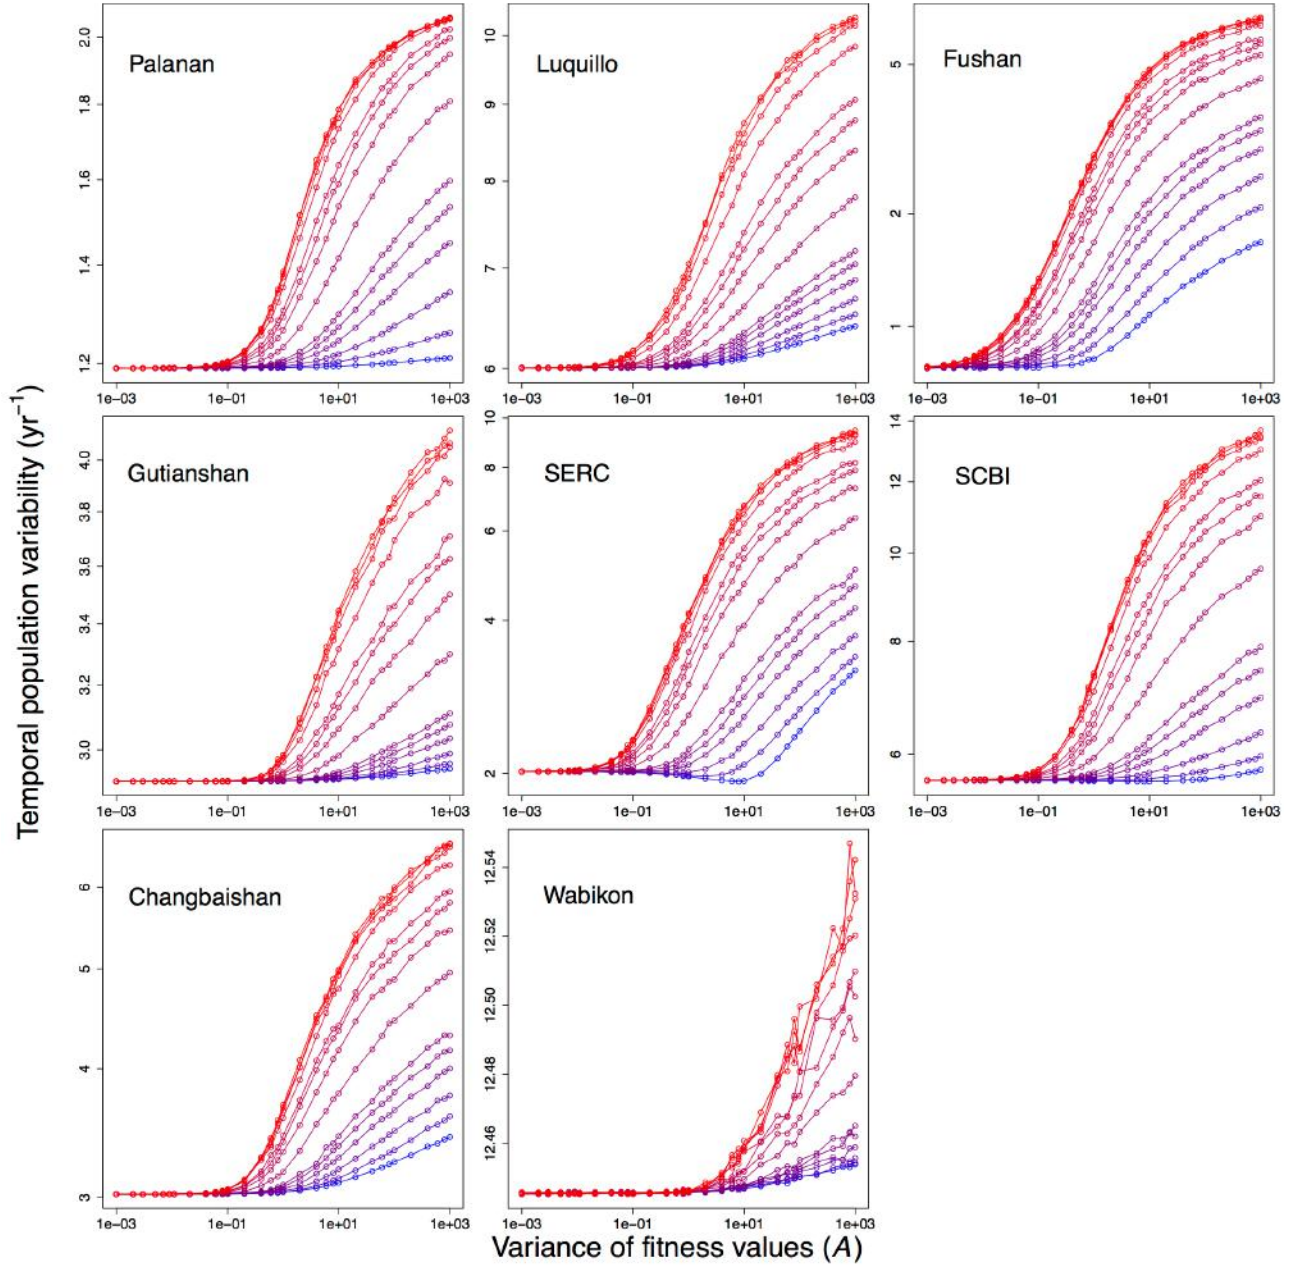 Temporal population variability (yr⁻¹)
Palanan
2.0
1.8
1.6
1.4
1.2
1e−03 1e−01 1e+01 1e+03
Luquillo
10
9
8
7
6
1e−03 1e−01 1e+01 1e+03
Fushan
5
2
1
1e−03 1e−01 1e+01 1e+03
Gutianshan
4.0
3.8
3.6
3.4
3.2
3.0
1e−03 1e−01 1e+01 1e+03
SERC
10
8
6
4
2
1e−03 1e−01 1e+01 1e+03
SCBI
14
12
10
8
6
1e−03 1e−01 1e+01 1e+03
Changbaishan
6
5
4
3
1e−03 1e−01 1e+01 1e+03
Wabikon
12.54
12.52
12.50
12.48
12.46
1e−03 1e−01 1e+01 1e+03
Variance of fitness values (A)